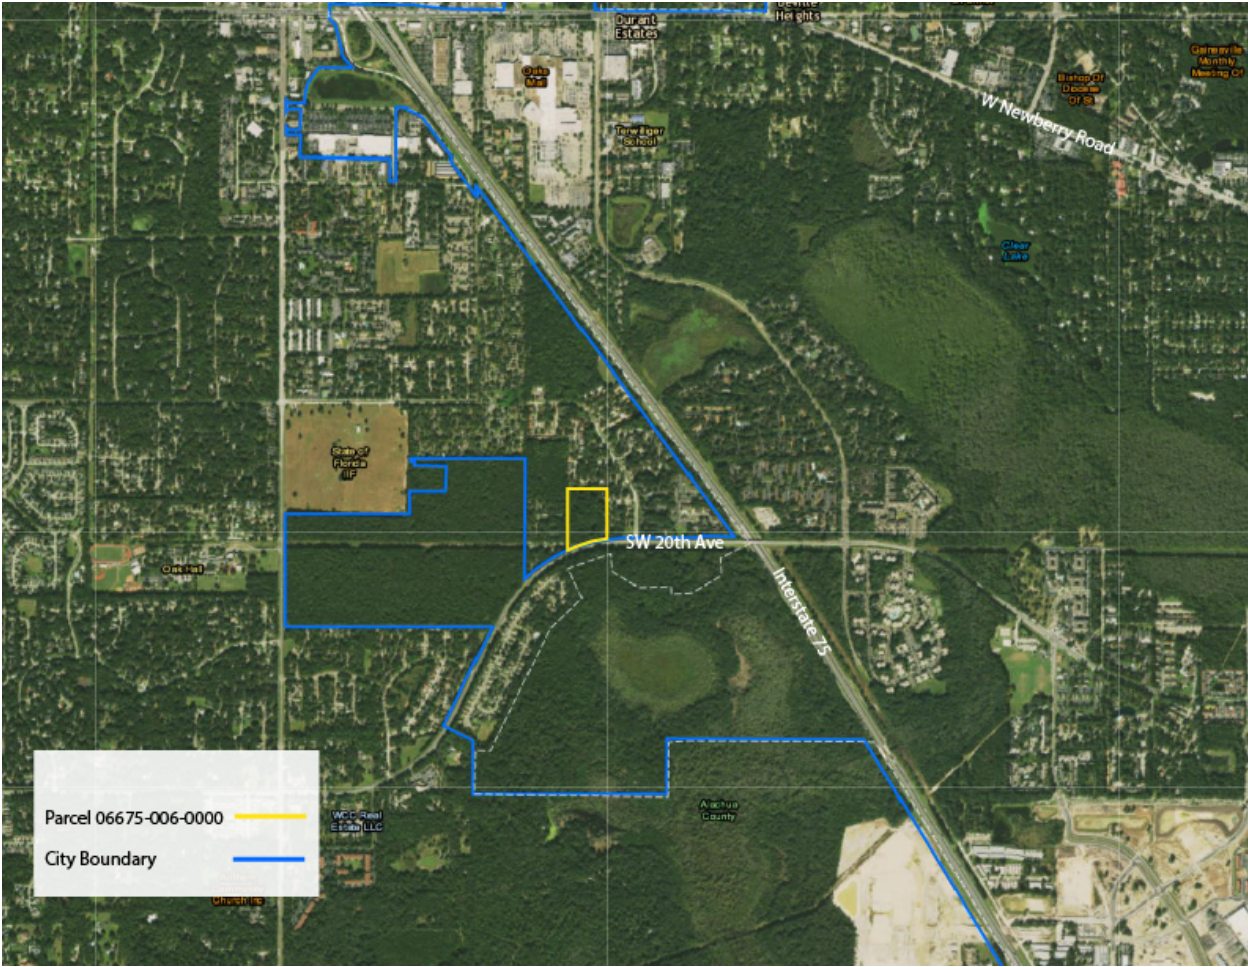 Durant
Estates
Heights
Oaks
Mall
Gainesville
Monthly
Meeting Of
Bishop Of
Diocese
Of St
W Newberry Road
Terwilliger
School
Clear
Lake
State of
Florida
IIF
SW 20th Ave
Oak Hall
Interstate 75
Alachua
County
Parcel 06675-006-0000
City Boundary
WCC Real
Estate LLC
Church Inc